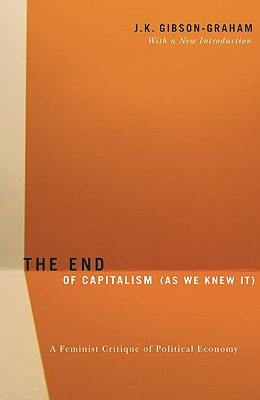 J.K. GIBSON-GRAHAM
With a New Introduction
THE END
OF CAPITALISM (AS WE KNEW IT)
A Feminist Critique of Political Economy